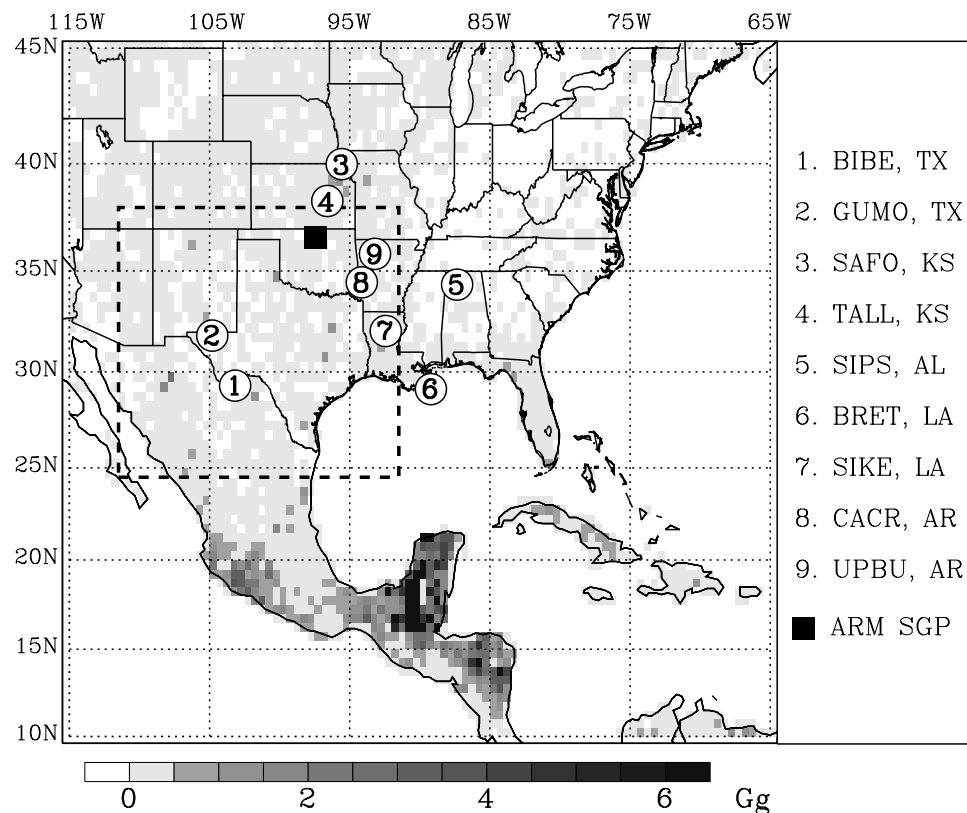 115W 105W 95W 85W 75W 65W
45N
40N
35N
30N
25N
20N
15N
10N
3
4
9
8
5
7
2
1
6
1. BIBE, TX
2. GUMO, TX
3. SAFO, KS
4. TALL, KS
5. SIPS, AL
6. BRET, LA
7. SIKE, LA
8. CACR, AR
9. UPBU, AR
ARM SGP
0 2 4 6 Gg